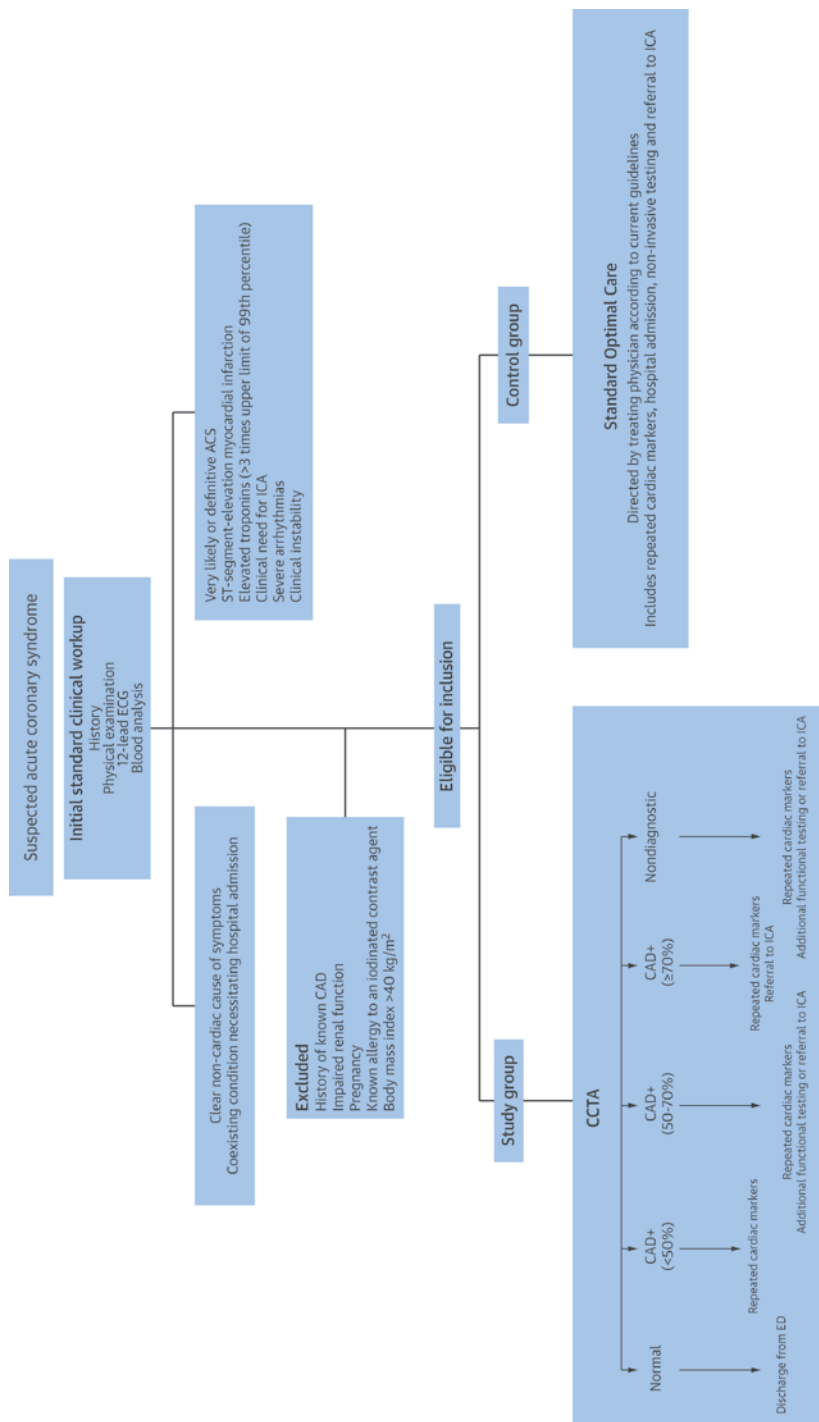 Suspected acute coronary syndrome
Initial standard clinical workup
History
Physical examination
12-lead ECG
Blood analysis
Clear non-cardiac cause of symptoms
Coexisting condition necessitating hospital admission
Very likely or definitive ACS
ST-segment-elevation myocardial infarction
Elevated troponins (>3 times upper limit of 99th percentile)
Clinical need for ICA
Severe arrhythmias
Clinical instability
Excluded
History of known CAD
Impaired renal function
Pregnancy
Known allergy to an iodinated contrast agent
Body mass index >40 kg/m²
Eligible for inclusion
Study group
Control group
CCTA
Normal
CAD+
(<50%)
CAD+
(50-70%)
CAD+
(≥70%)
Nondiagnostic
Discharge from ED
Repeated cardiac markers
Repeated cardiac markers
Additional functional testing or referral to ICA
Repeated cardiac markers
Referral to ICA
Repeated cardiac markers
Additional functional testing or referral to ICA
Standard Optimal Care
Directed by treating physician according to current guidelines
Includes repeated cardiac markers, hospital admission, non-invasive testing and referral to ICA